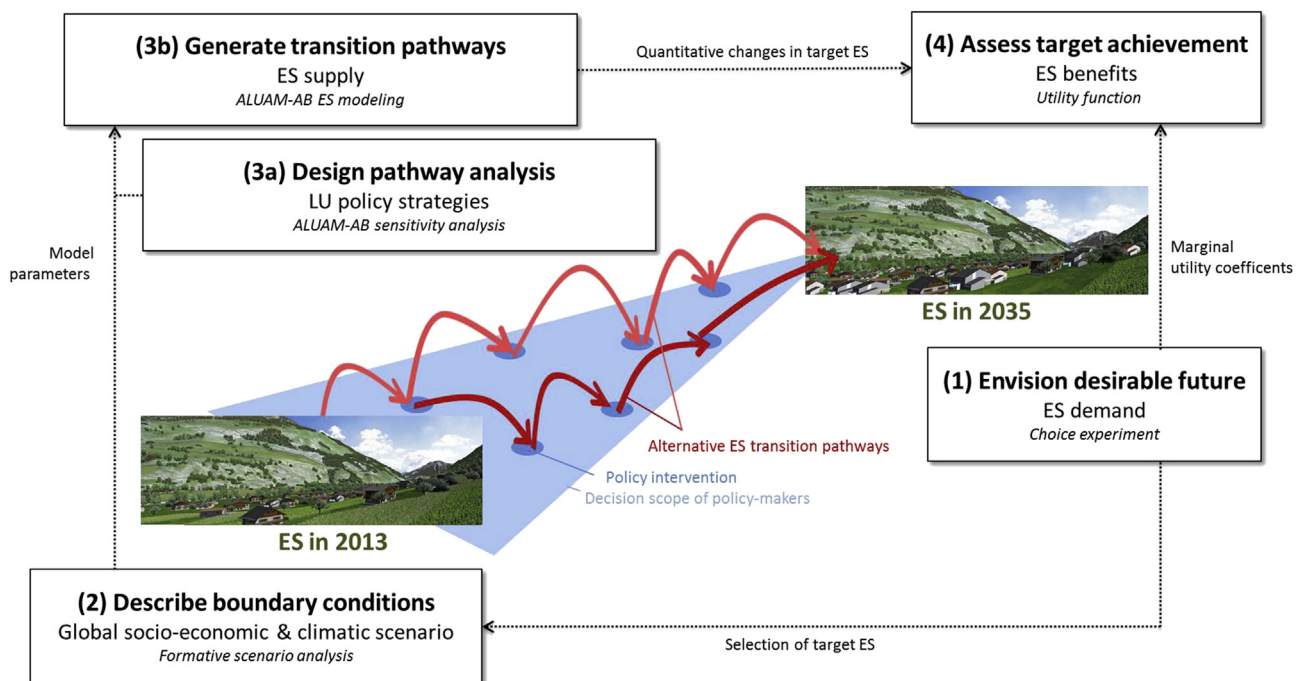 (3b) Generate transition pathways
ES supply
ALUAM-AB ES modeling
Quantitative changes in target ES
(4) Assess target achievement
ES benefits
Utility function
(3a) Design pathway analysis
LU policy strategies
ALUAM-AB sensitivity analysis
Model
parameters
Marginal
utility coefficents
ES in 2035
(1) Envision desirable future
ES demand
Choice experiment
Alternative ES transition pathways
Policy intervention
Decision scope of policy-makers
ES in 2013
(2) Describe boundary conditions
Global socio-economic & climatic scenario
Formative scenario analysis
Selection of target ES